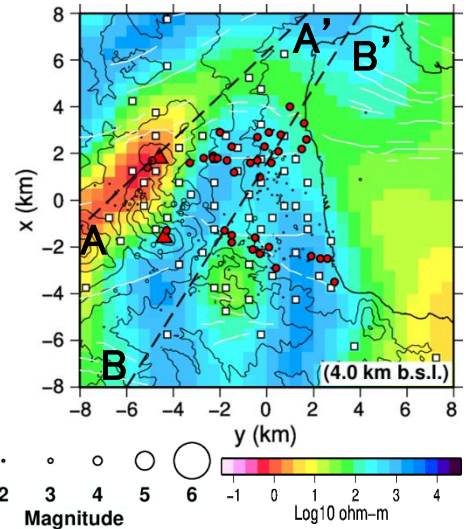 8
6
4
2
0
-2
-4
-6
-8
x (km)
A'
B'
A
B
(4.0 km b.s.l.)
-8 -6 -4 -2 0 2 4 6 8
y (km)
2 3 4 5 6
Magnitude
-1 0 1 2 3 4
Log10 ohm-m